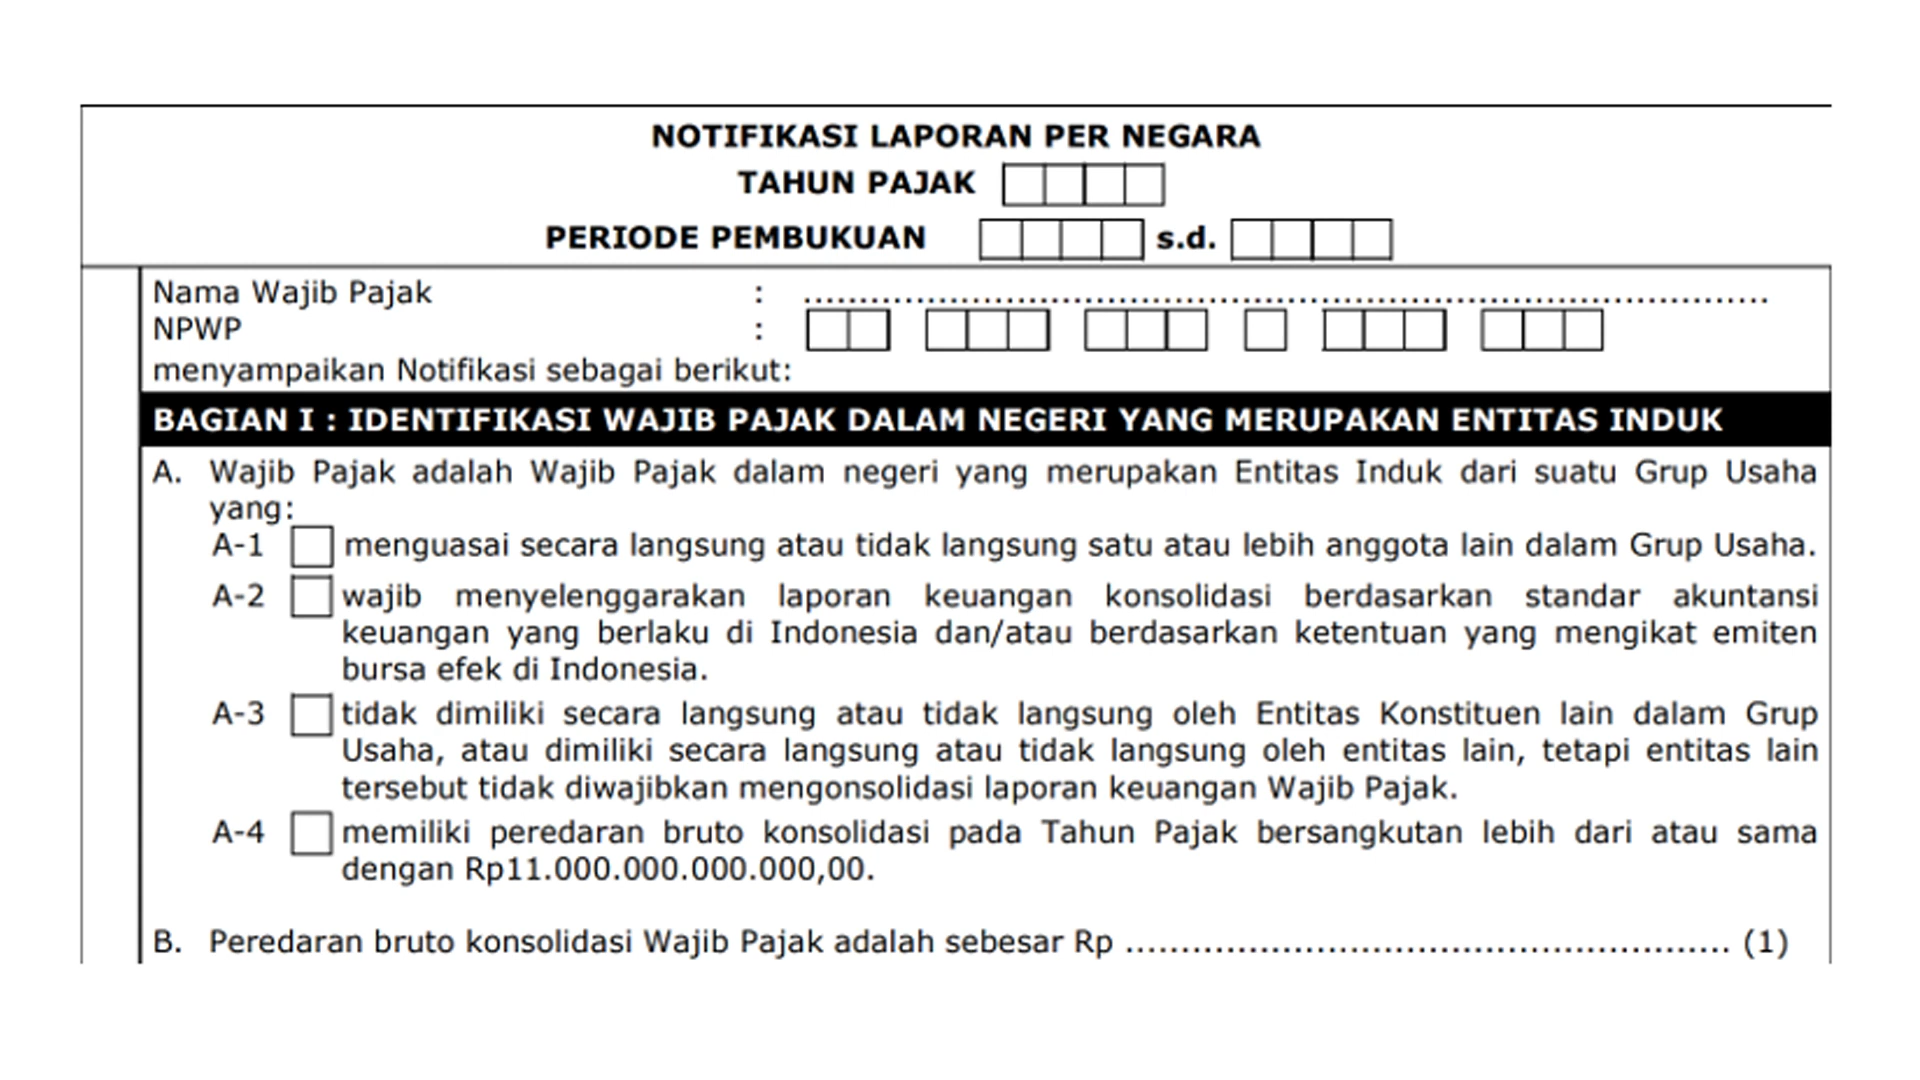 NOTIFIKASI LAPORAN PER NEGARA
TAHUN PAJAK
PERIODE PEMBUKUAN s.d.
Nama Wajib Pajak : ......................................................................................
NPWP :
menyampaikan Notifikasi sebagai berikut:
BAGIAN I : IDENTIFIKASI WAJIB PAJAK DALAM NEGERI YANG MERUPAKAN ENTITAS INDUK
A. Wajib Pajak adalah Wajib Pajak dalam negeri yang merupakan Entitas Induk dari suatu Grup Usaha
yang:
A-1 menguasai secara langsung atau tidak langsung satu atau lebih anggota lain dalam Grup Usaha.
A-2 wajib menyelenggarakan laporan keuangan konsolidasi berdasarkan standar akuntansi
keuangan yang berlaku di Indonesia dan/atau berdasarkan ketentuan yang mengikat emiten
bursa efek di Indonesia.
A-3 tidak dimiliki secara langsung atau tidak langsung oleh Entitas Konstituen lain dalam Grup
Usaha, atau dimiliki secara langsung atau tidak langsung oleh entitas lain, tetapi entitas lain
tersebut tidak diwajibkan mengonsolidasi laporan keuangan Wajib Pajak.
A-4 memiliki peredaran bruto konsolidasi pada Tahun Pajak bersangkutan lebih dari atau sama
dengan Rp11.000.000.000.000,00.
B. Peredaran bruto konsolidasi Wajib Pajak adalah sebesar Rp ...................................................... (1)